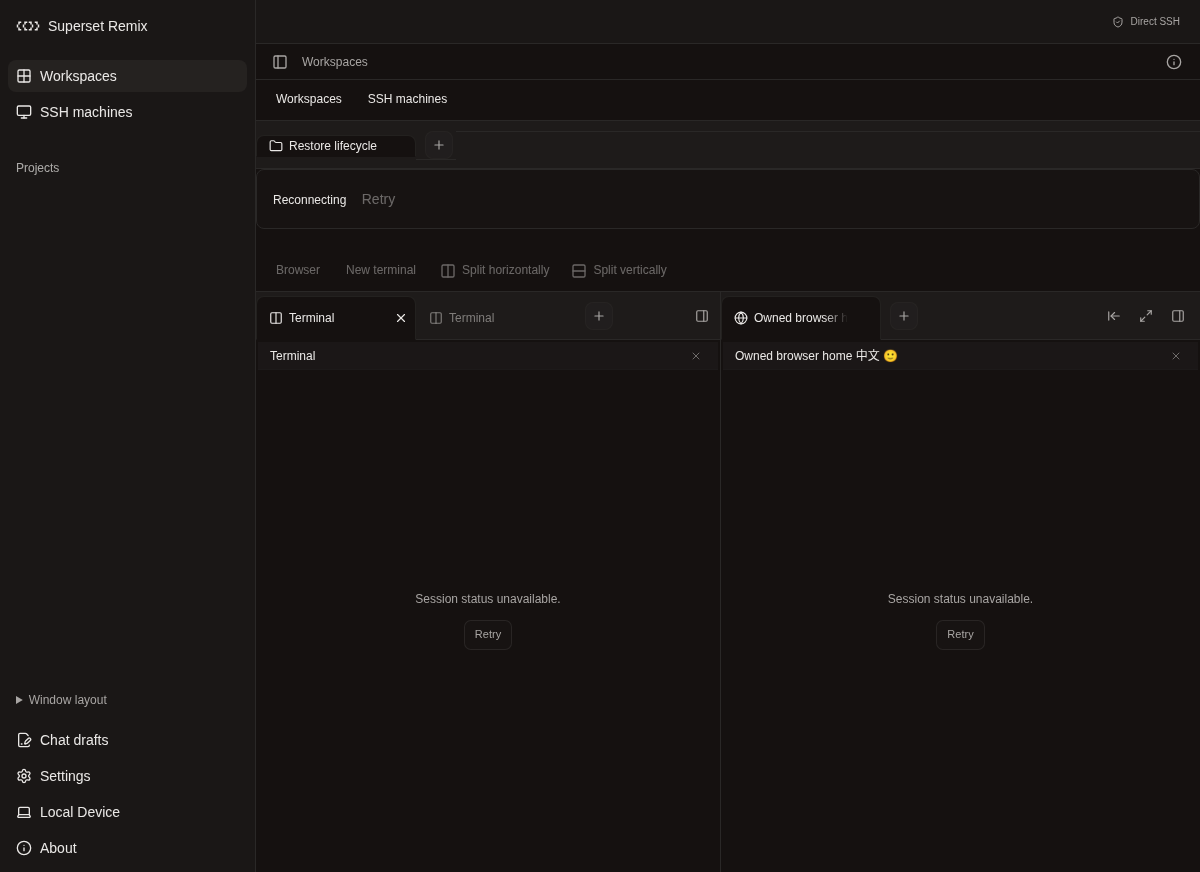 Superset Remix
Direct SSH
Workspaces
SSH machines
Projects
Workspaces
Workspaces SSH machines
Restore lifecycle
Reconnecting Retry
Browser New terminal Split horizontally Split vertically
Terminal Terminal
Owned browser
Terminal
Owned browser home 中文 🙂
Session status unavailable.
Retry
Session status unavailable.
Retry
Window layout
Chat drafts
Settings
Local Device
About